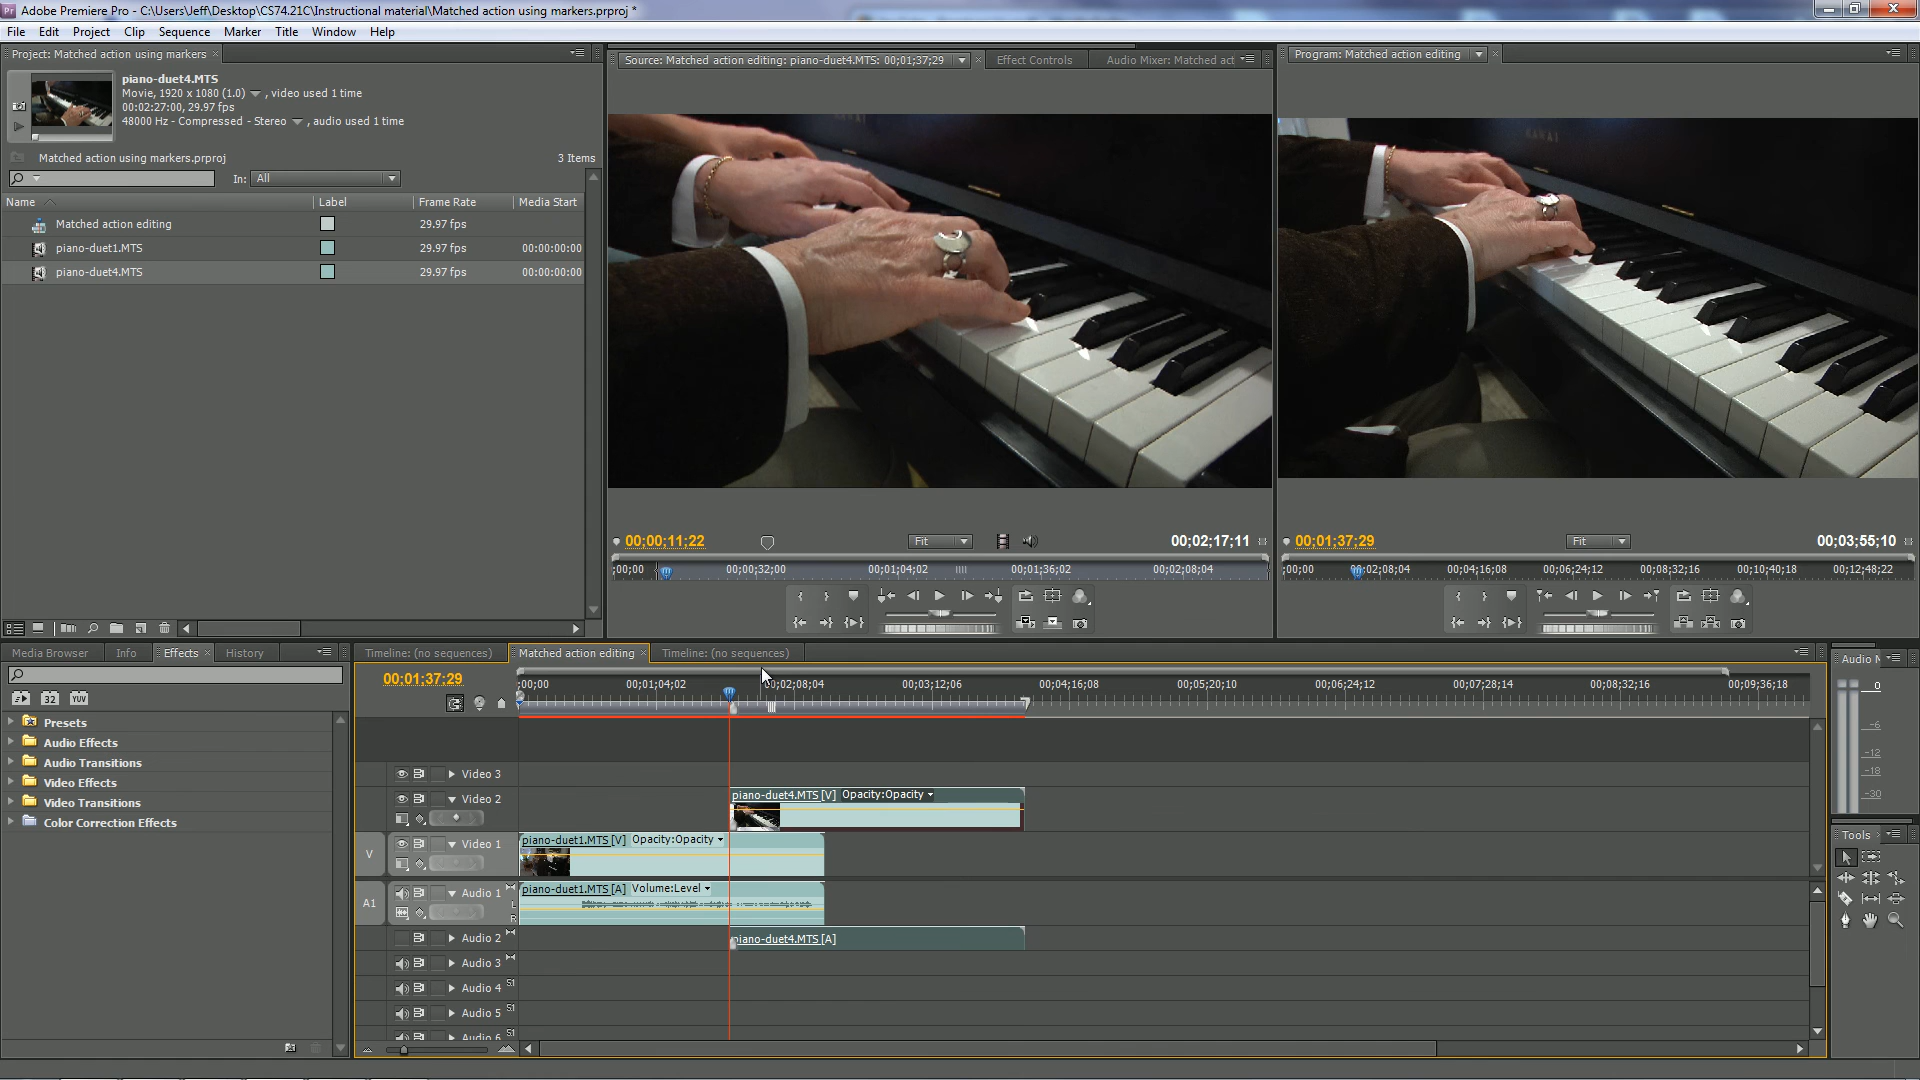 Adobe Premiere Pro - C:\Users\Jeff\Desktop\CS74.21C\Instructional material\Matched action using markers.prproj *
File Edit Project Clip Sequence Marker Title Window Help
Project: Matched action using markers
piano-duet4.MTS
Movie, 1920 x 1080 (1.0) , video used 1 time
00:02:27:00, 29.97 fps
48000 Hz - Compressed - Stereo , audio used 1 time
Matched action using markers.prproj 3 Items
In: All
Name Label Frame Rate Media Start
Matched action editing 29.97 fps
piano-duet1.MTS 29.97 fps 00:00:00:00
piano-duet4.MTS 29.97 fps 00:00:00:00
Source: Matched action editing: piano-duet4.MTS: 00;01;37;29 Effect Controls Audio Mixer: Matched act
00;00;11;22 Fit 00;02;17;11
;00;00 00;00;32;00 00;01;04;02 00;01;36;02 00;02;08;04
Program: Matched action editing
KAWAI
00;01;37;29 Fit 00;03;55;10
;00;00 00;02;08;04 00;04;16;08 00;06;24;12 00;08;32;16 00;10;40;18 00;12;48;22
Media Browser Info Effects History
32 YUV
Presets
Audio Effects
Audio Transitions
Video Effects
Video Transitions
Color Correction Effects
Timeline: (no sequences) Matched action editing Timeline: (no sequences)
00;01;37;29
;00;00 00;01;04;02 00;02;08;04 00;03;12;06 00;04;16;08 00;05;20;10 00;06;24;12 00;07;28;14 00;08;32;16 00;09;36;18
Video 3
Video 2
piano-duet4.MTS [V] Opacity:Opacity
V Video 1
piano-duet1.MTS [V] Opacity:Opacity
A1 Audio 1 L R
piano-duet1.MTS [A] Volume:Level
Audio 2 piano-duet4.MTS [A]
Audio 3
Audio 4 S1
Audio 5 S1
Audio 6 S1
Audio M
0
-6
-12
-18
-30
Tools